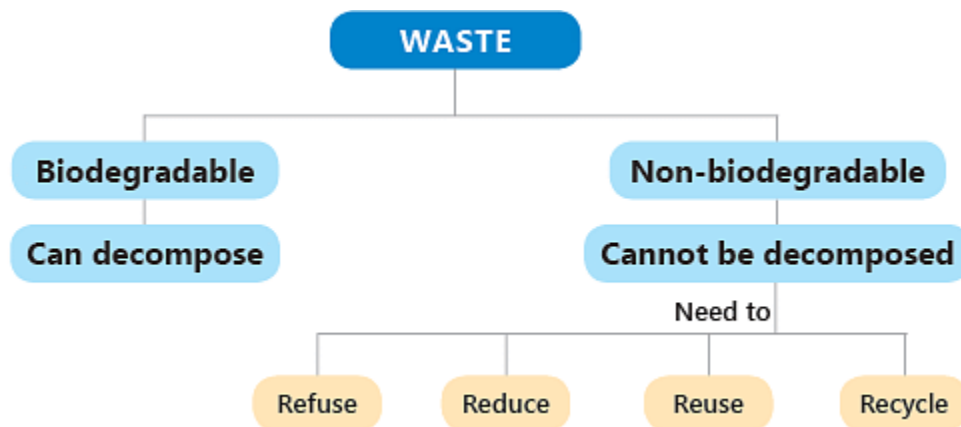 WASTE
Biodegradable
Non-biodegradable
Can decompose
Cannot be decomposed
Need to
Refuse
Reduce
Reuse
Recycle